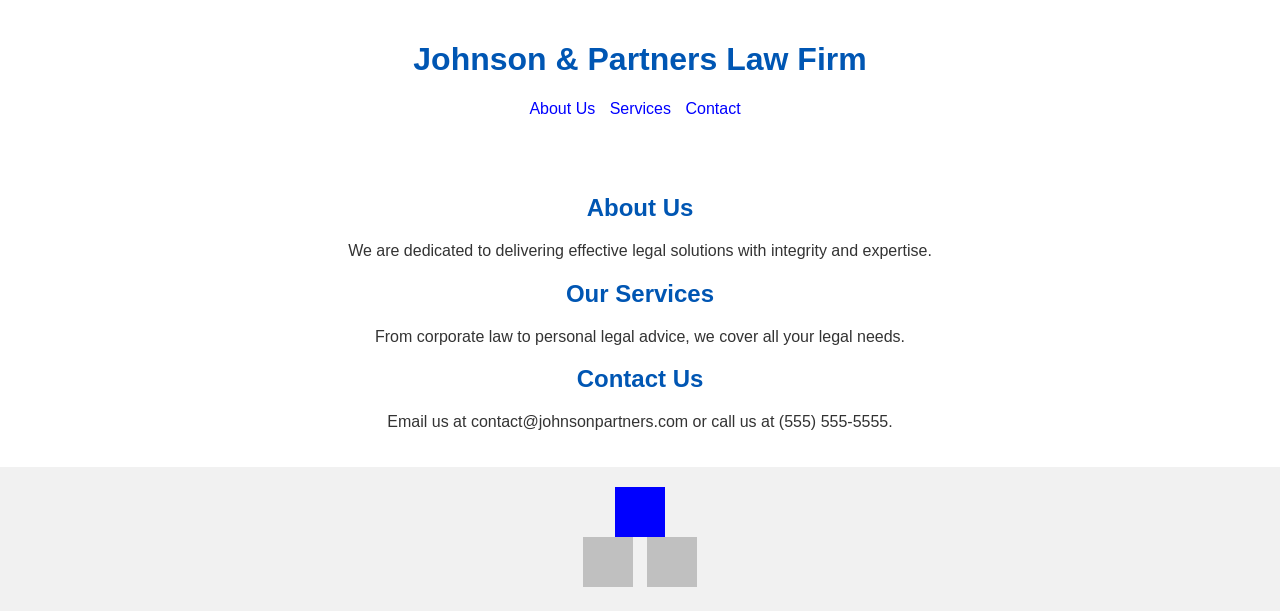 Johnson & Partners Law Firm
About Us Services Contact
About Us
We are dedicated to delivering effective legal solutions with integrity and expertise.
Our Services
From corporate law to personal legal advice, we cover all your legal needs.
Contact Us
Email us at contact@johnsonpartners.com or call us at (555) 555-5555.